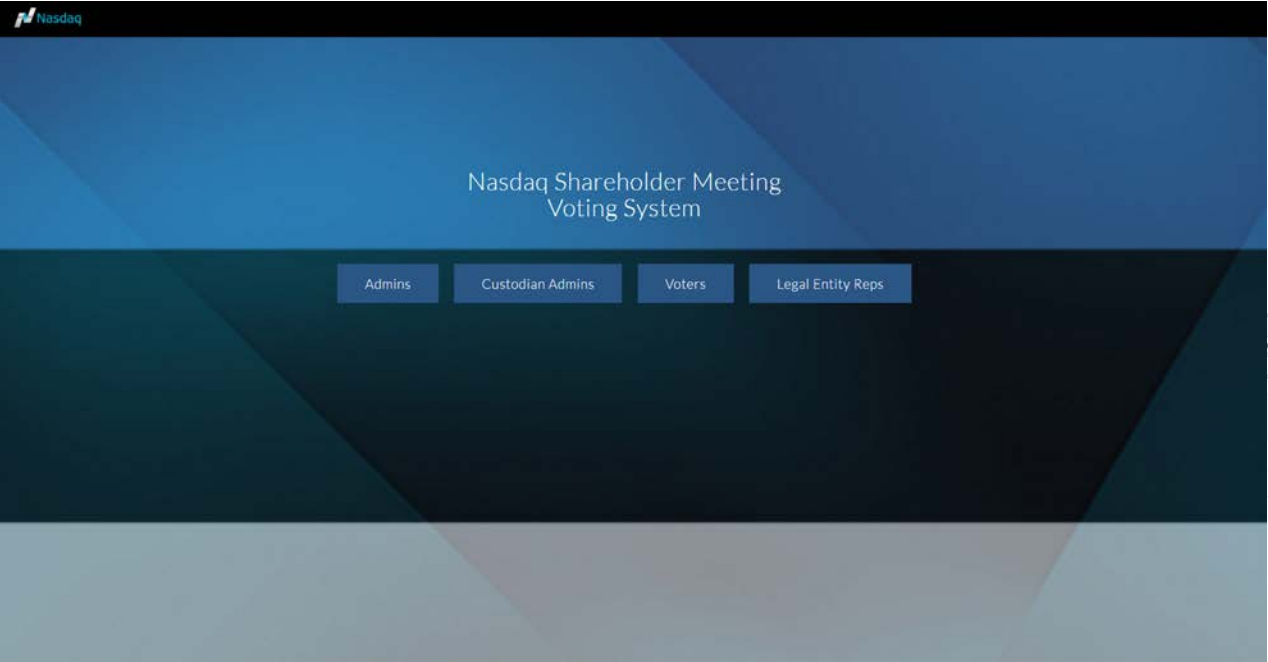 Nasdaq
Nasdaq Shareholder Meeting
Voting System
Admins
Custodian Admins
Voters
Legal Entity Reps